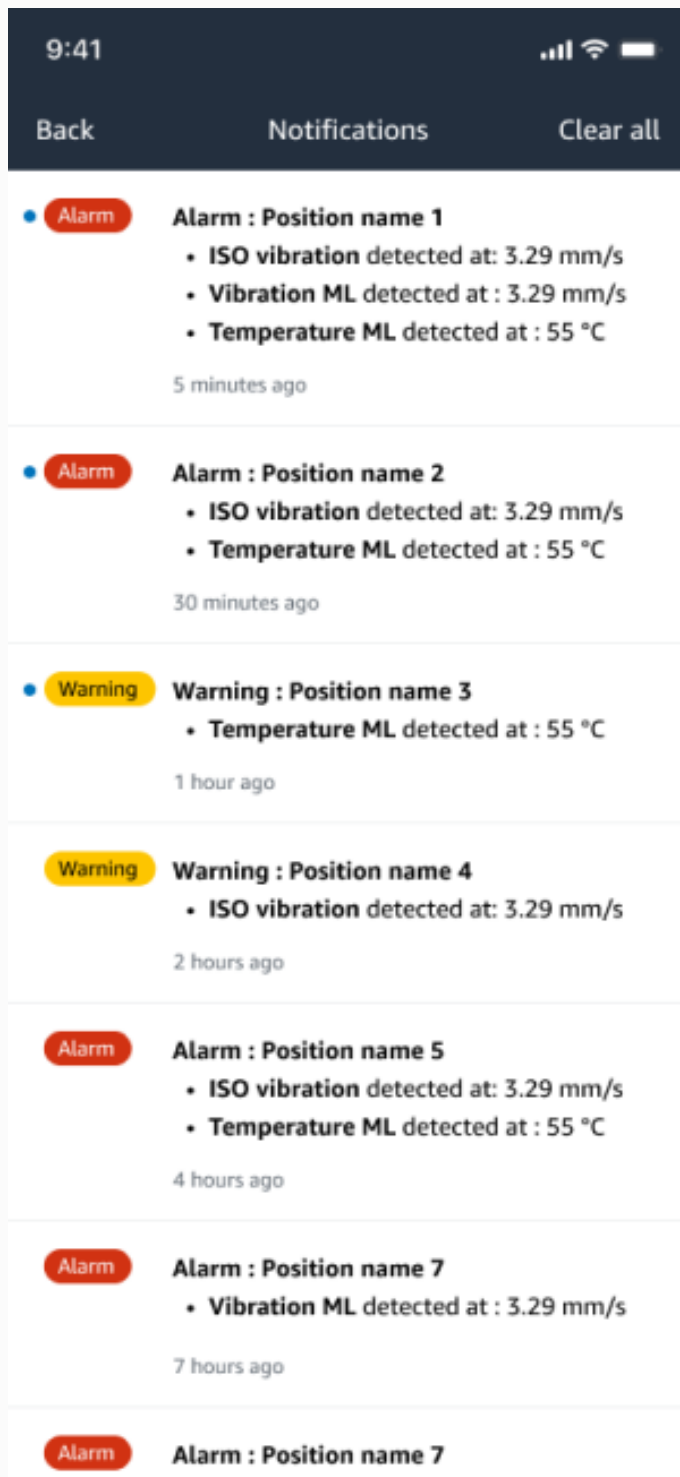 9:41
Back Notifications Clear all
Alarm Alarm : Position name 1
• ISO vibration detected at: 3.29 mm/s
• Vibration ML detected at : 3.29 mm/s
• Temperature ML detected at : 55 °C
5 minutes ago
Alarm Alarm : Position name 2
• ISO vibration detected at: 3.29 mm/s
• Temperature ML detected at : 55 °C
30 minutes ago
Warning Warning : Position name 3
• Temperature ML detected at : 55 °C
1 hour ago
Warning Warning : Position name 4
• ISO vibration detected at: 3.29 mm/s
2 hours ago
Alarm Alarm : Position name 5
• ISO vibration detected at: 3.29 mm/s
• Temperature ML detected at : 55 °C
4 hours ago
Alarm Alarm : Position name 7
• Vibration ML detected at : 3.29 mm/s
7 hours ago
Alarm Alarm : Position name 7